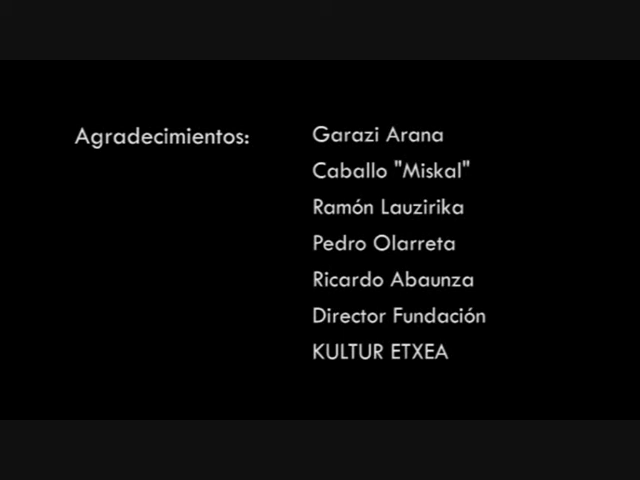 Agradecimientos:
Garazi Arana
Caballo "Miskal"
Ramón Lauzirika
Pedro Olarreta
Ricardo Abaunza
Director Fundación
KULTUR ETXEA